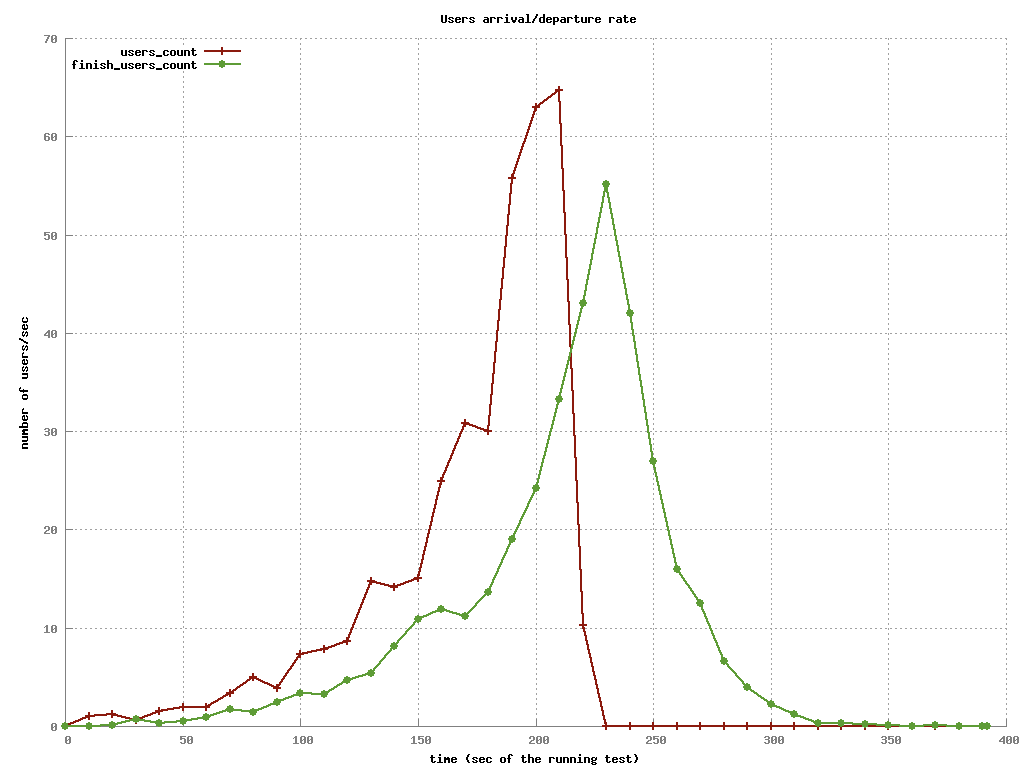 Users arrival/departure rate
users_count
finish_users_count
70
60
50
40
30
20
10
0
number of users/sec
0 50 100 150 200 250 300 350 400
time (sec of the running test)